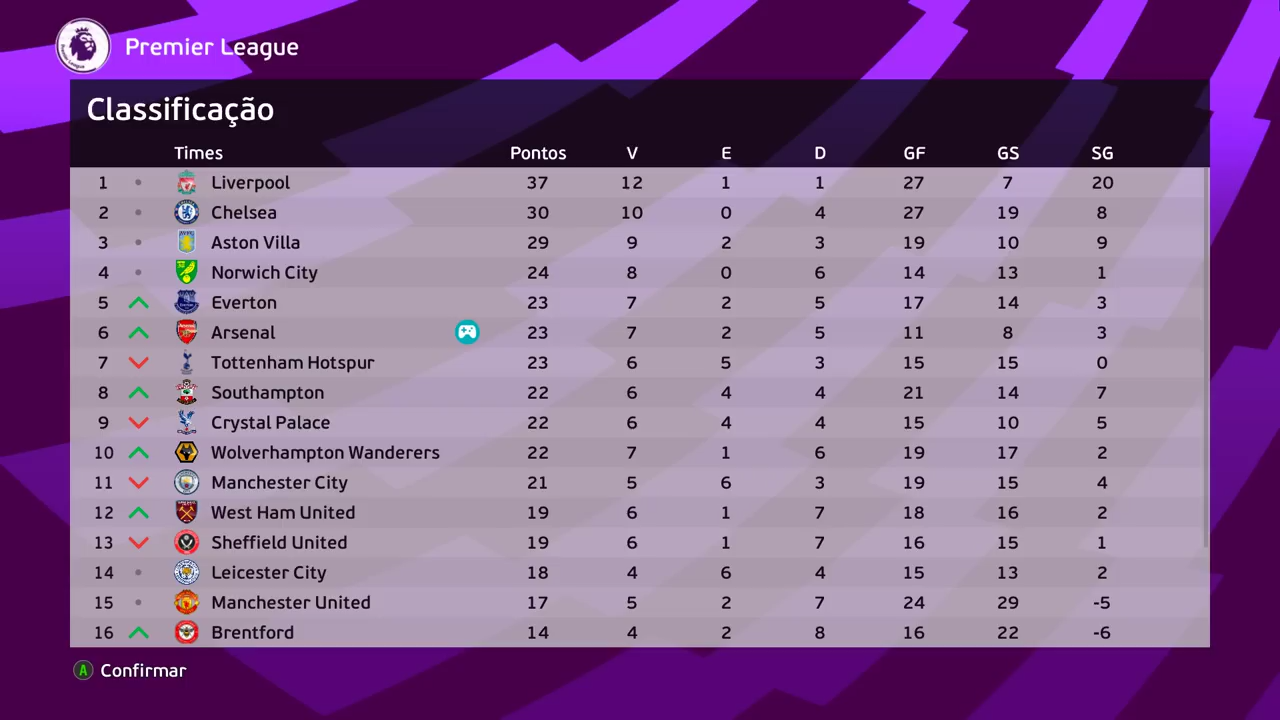 Premier League
Classificação
Times Pontos V E D GF GS SG
1 Liverpool 37 12 1 1 27 7 20
2 Chelsea 30 10 0 4 27 19 8
3 Aston Villa 29 9 2 3 19 10 9
4 Norwich City 24 8 0 6 14 13 1
5 Everton 23 7 2 5 17 14 3
6 Arsenal 23 7 2 5 11 8 3
7 Tottenham Hotspur 23 6 5 3 15 15 0
8 Southampton 22 6 4 4 21 14 7
9 Crystal Palace 22 6 4 4 15 10 5
10 Wolverhampton Wanderers 22 7 1 6 19 17 2
11 Manchester City 21 5 6 3 19 15 4
12 West Ham United 19 6 1 7 18 16 2
13 Sheffield United 19 6 1 7 16 15 1
14 Leicester City 18 4 6 4 15 13 2
15 Manchester United 17 5 2 7 24 29 -5
16 Brentford 14 4 2 8 16 22 -6
A Confirmar